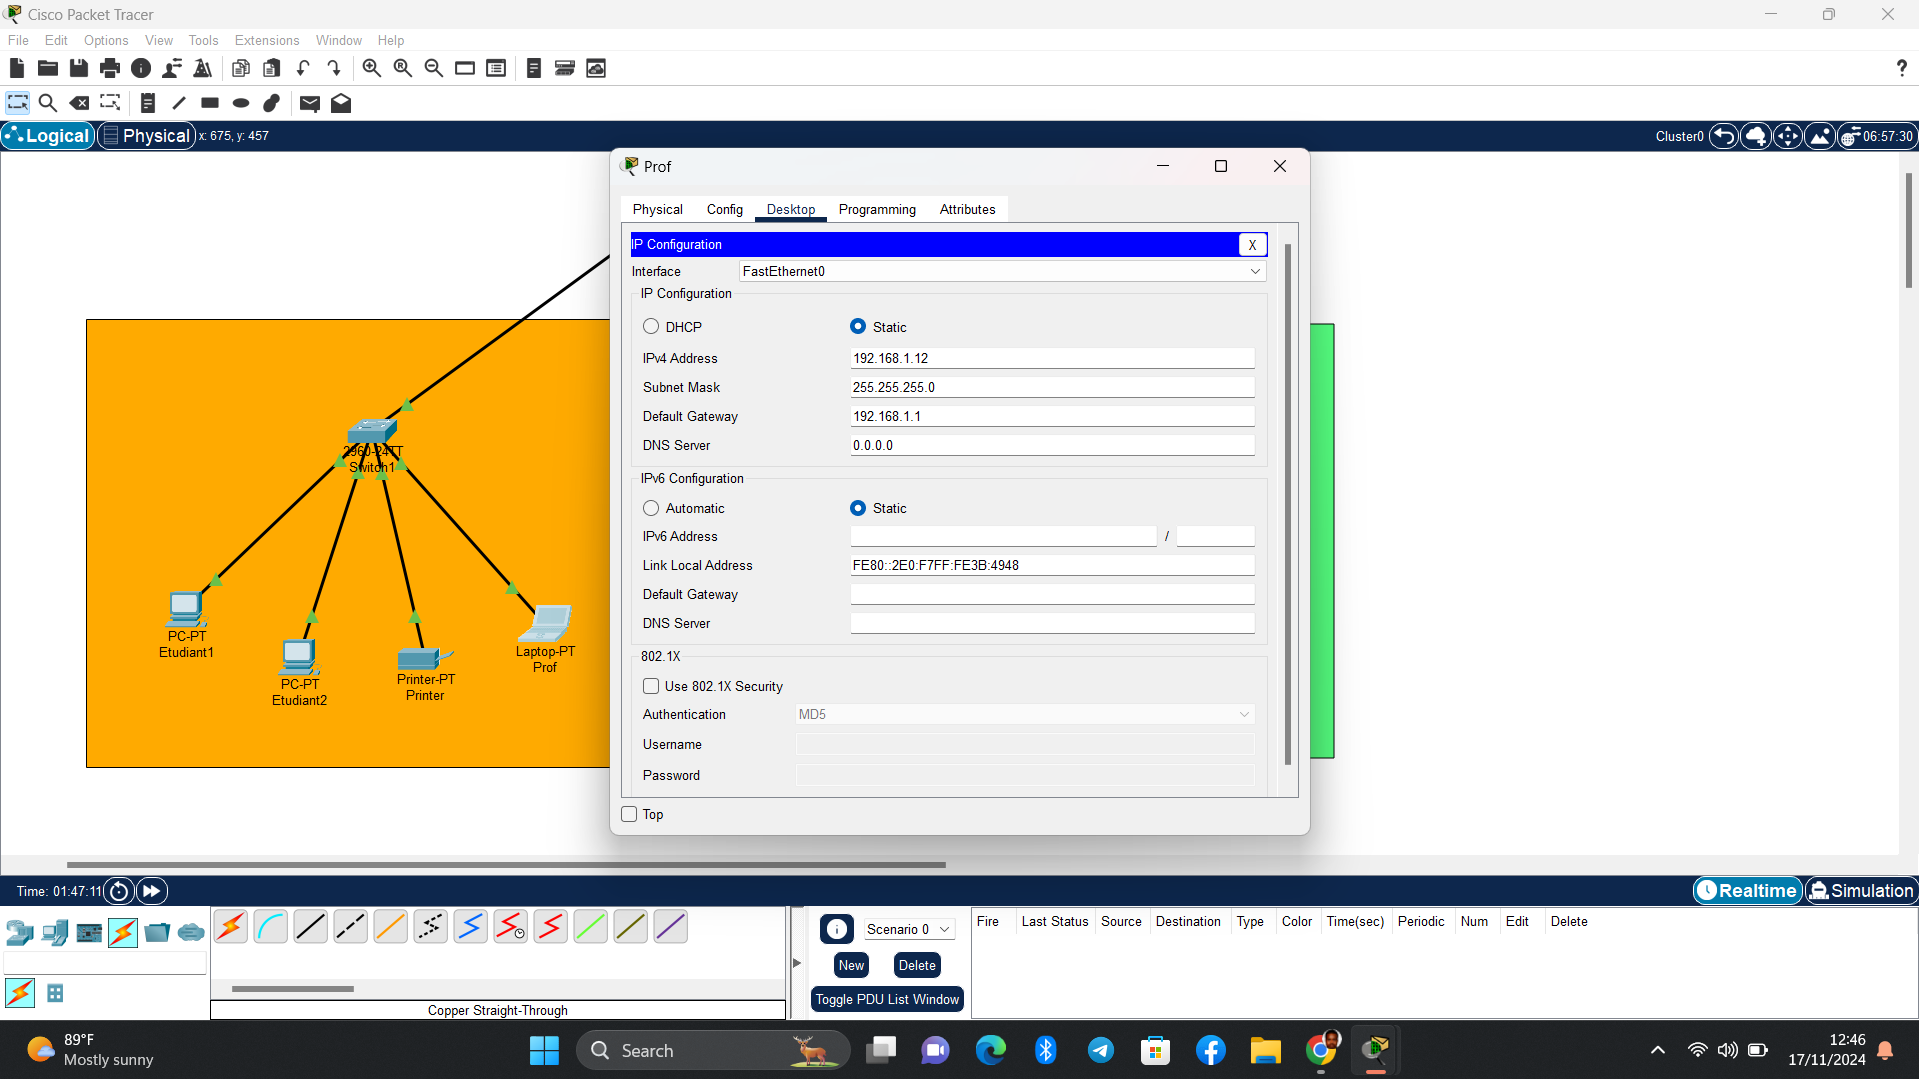 Cisco Packet Tracer
File Edit Options View Tools Extensions Window Help
?
Logical Physical x: 675, y: 457 Cluster0 06:57:30
Prof
Physical Config Desktop Programming Attributes
IP Configuration X
Interface FastEthernet0
IP Configuration
DHCP Static
IPv4 Address 192.168.1.12
Subnet Mask 255.255.255.0
Default Gateway 192.168.1.1
DNS Server 0.0.0.0
IPv6 Configuration
Automatic Static
IPv6 Address /
Link Local Address FE80::2E0:F7FF:FE3B:4948
Default Gateway
DNS Server
802.1X
Use 802.1X Security
Authentication MD5
Username
Password
Top
2960-24TT
Switch1
PC-PT
Etudiant1
PC-PT
Etudiant2
Printer-PT
Printer
Laptop-PT
Prof
Time: 01:47:11 Realtime Simulation
Scenario 0
New Delete
Toggle PDU List Window
Fire Last Status Source Destination Type Color Time(sec) Periodic Num Edit Delete
Copper Straight-Through
89°F
Mostly sunny
Search
12:46
17/11/2024